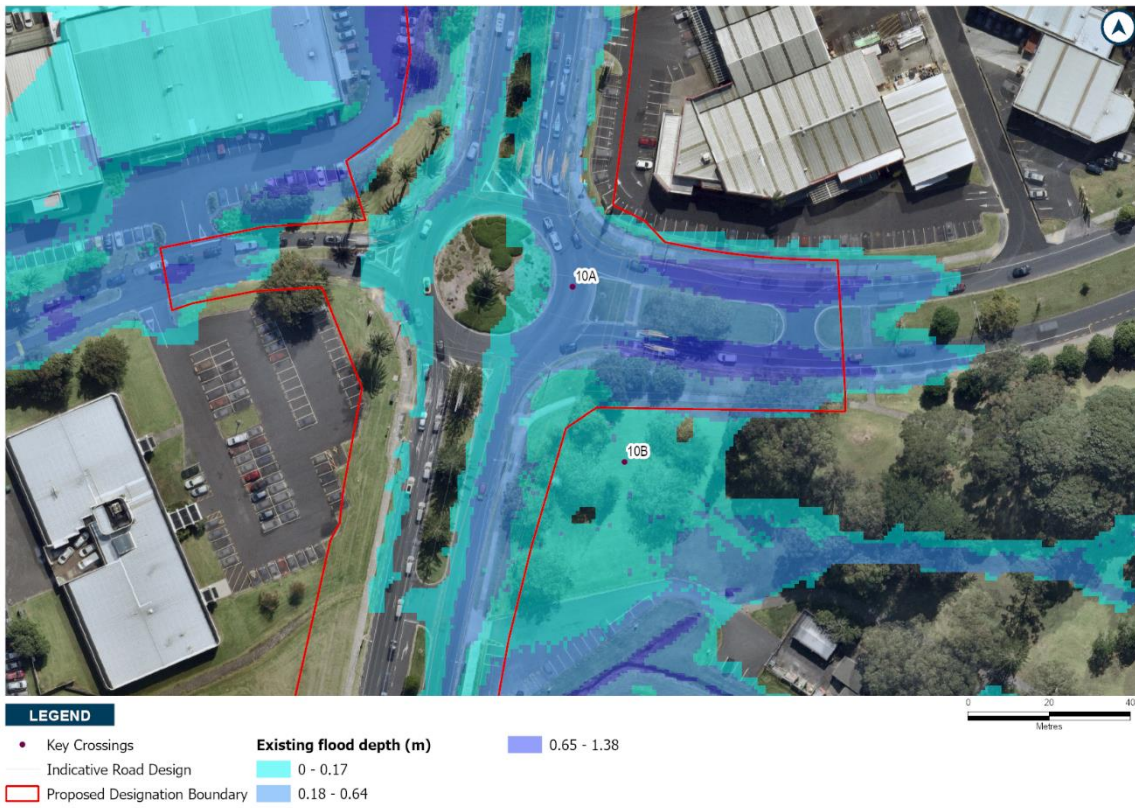 10A
10B
LEGEND
0 20 40
Metres
Key Crossings
Indicative Road Design
Proposed Designation Boundary
Existing flood depth (m)
0 - 0.17
0.18 - 0.64
0.65 - 1.38